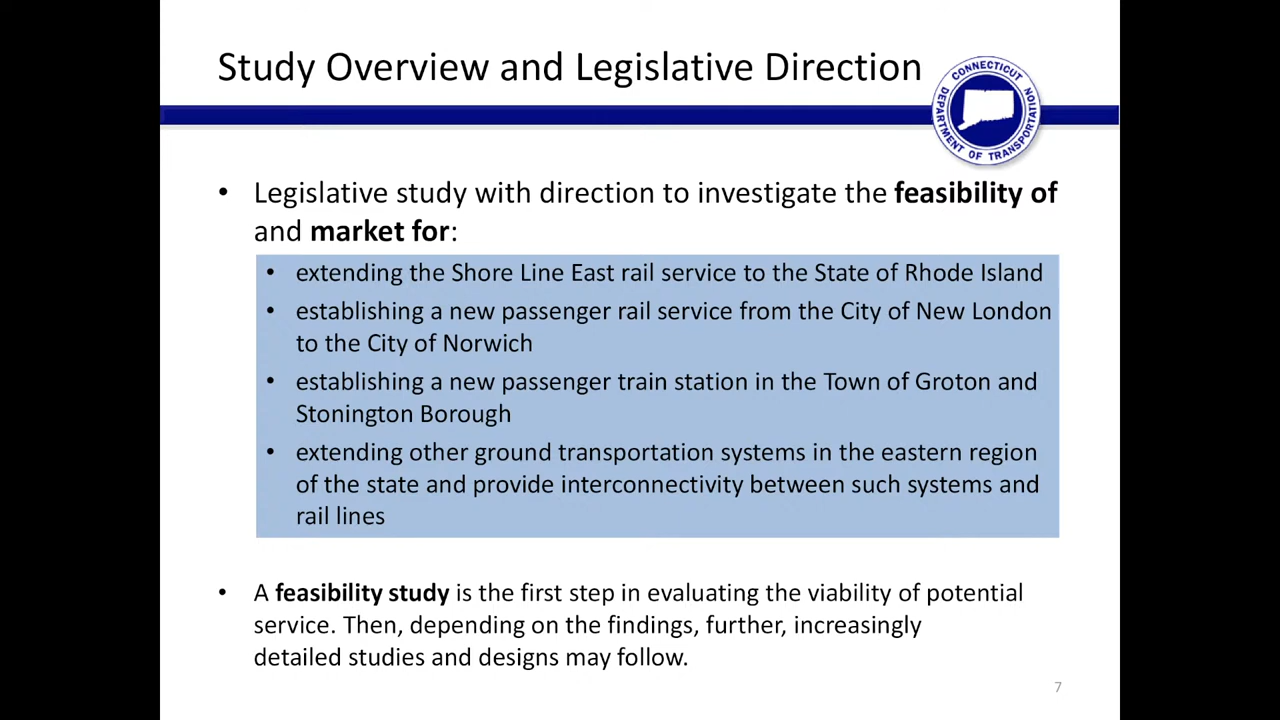 Study Overview and Legislative Direction
CONNECTICUT
DEPARTMENT OF TRANSPORTATION
• Legislative study with direction to investigate the feasibility of
and market for:
• extending the Shore Line East rail service to the State of Rhode Island
• establishing a new passenger rail service from the City of New London
to the City of Norwich
• establishing a new passenger train station in the Town of Groton and
Stonington Borough
• extending other ground transportation systems in the eastern region
of the state and provide interconnectivity between such systems and
rail lines
• A feasibility study is the first step in evaluating the viability of potential
service. Then, depending on the findings, further, increasingly
detailed studies and designs may follow.
7